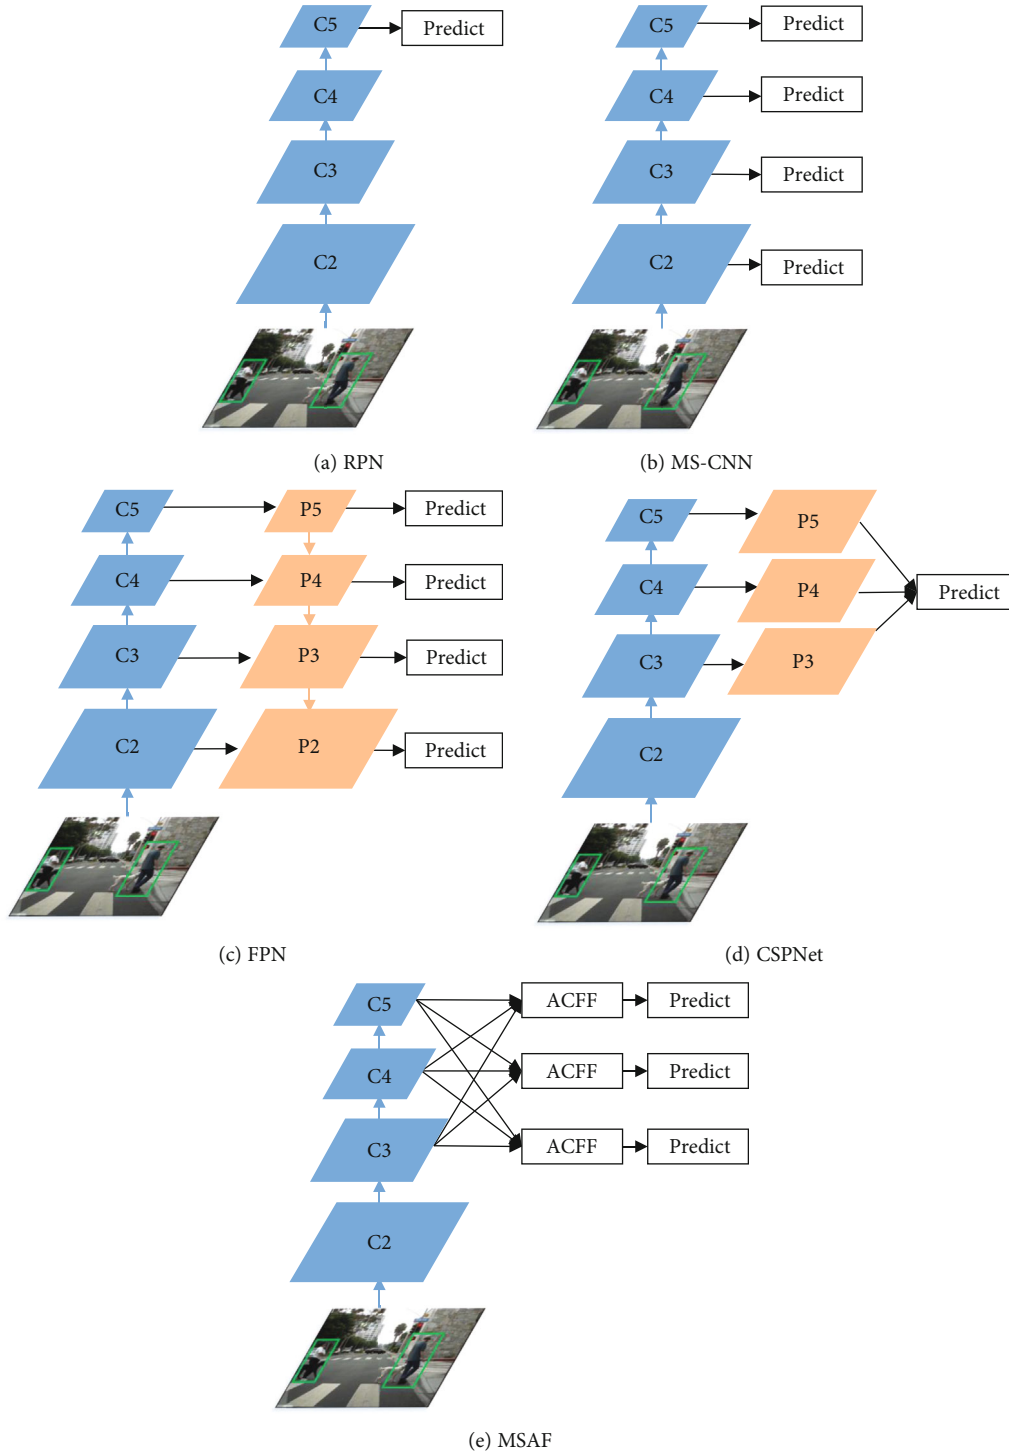 C5 Predict
C4
C3
C2
(a) RPN
C5 Predict
C4 Predict
C3 Predict
C2 Predict
(b) MS-CNN
C5 P5 Predict
C4 P4 Predict
C3 P3 Predict
C2 P2 Predict
(c) FPN
C5 P5
C4 P4 Predict
C3 P3
C2
(d) CSPNet
C5 ACFF Predict
C4 ACFF Predict
C3 ACFF Predict
C2
(e) MSAF